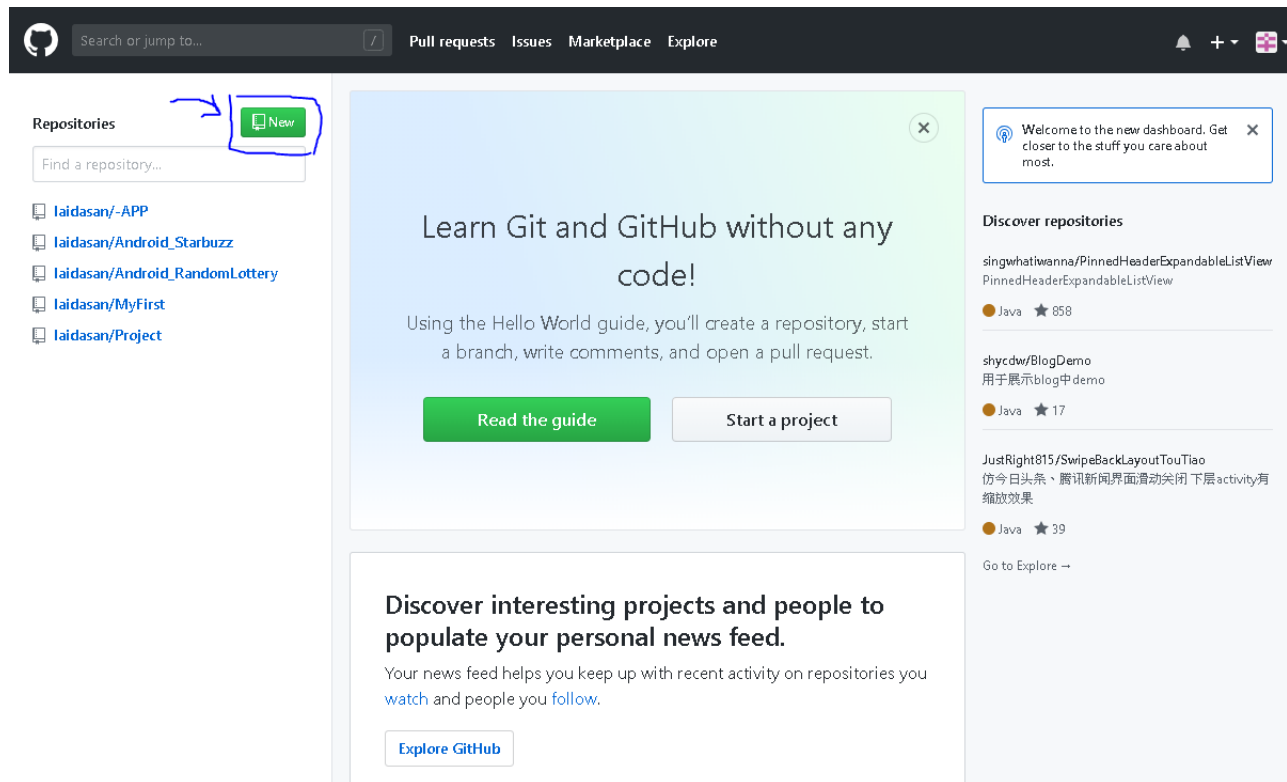 Search or jump to...
/
Pull requests Issues Marketplace Explore
Repositories
New
Find a repository...
laidasan/-APP
laidasan/Android_Starbuzz
laidasan/Android_RandomLottery
laidasan/MyFirst
laidasan/Project
Learn Git and GitHub without any
code!
Using the Hello World guide, you'll create a repository, start
a branch, write comments, and open a pull request.
Read the guide
Start a project
Discover interesting projects and people to
populate your personal news feed.
Your news feed helps you keep up with recent activity on repositories you
watch and people you follow.
Explore GitHub
Welcome to the new dashboard. Get
closer to the stuff you care about
most.
Discover repositories
singwhatiwanna/PinnedHeaderExpandableListView
PinnedHeaderExpandableListView
Java 858
shycdw/BlogDemo
用于展示blog中demo
Java 17
JustRight815/SwipeBackLayoutTouTiao
仿今日头条、腾讯新闻界面滑动关闭 下层activity有
缩放效果
Java 39
Go to Explore →